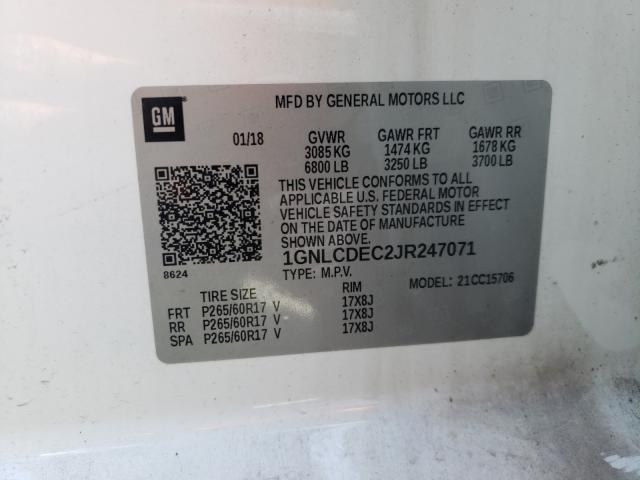 GM
MFD BY GENERAL MOTORS LLC
01/18 GVWR GAWR FRT GAWR RR
3085 KG 1474 KG 1678 KG
6800 LB 3250 LB 3700 LB
THIS VEHICLE CONFORMS TO ALL
APPLICABLE U.S. FEDERAL MOTOR
VEHICLE SAFETY STANDARDS IN EFFECT
ON THE DATE OF MANUFACTURE
SHOWN ABOVE.
8624
1GNLCDEC2JR247071
TYPE: M.P.V. MODEL: 21CC15706
TIRE SIZE RIM
FRT P265/60R17 V 17X8J
RR P265/60R17 V 17X8J
SPA P265/60R17 V 17X8J